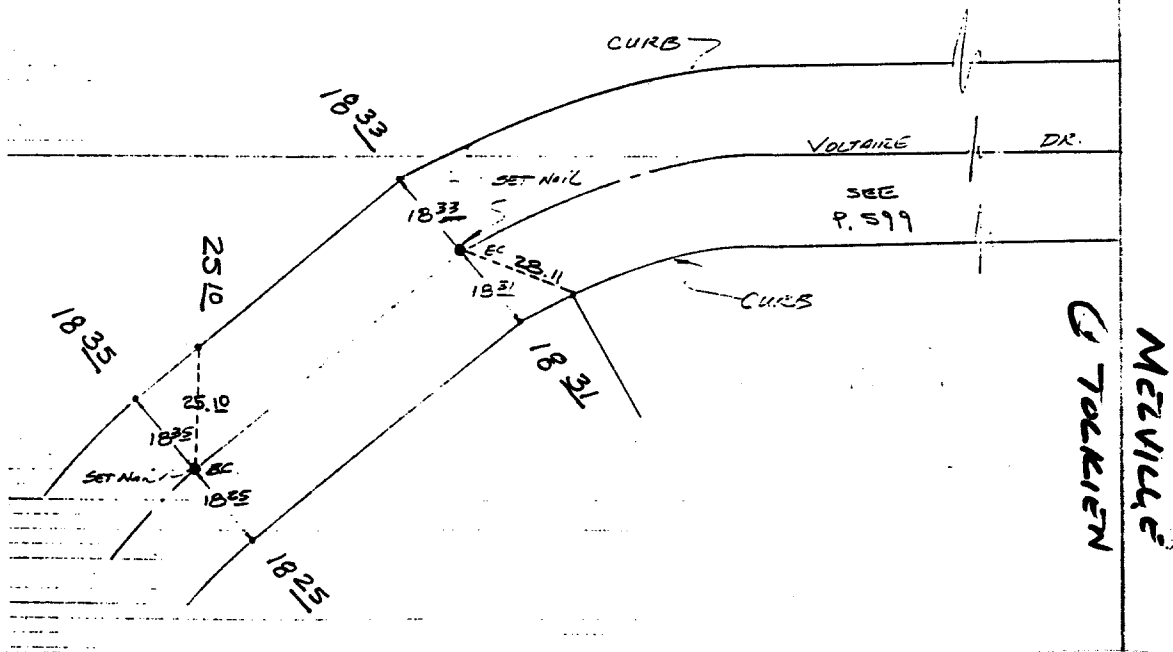 CURB
18 33
VOLTAIRE DR.
SET NAIL
SEE
P. 599
18 33
EC
28.11
18 31
CURB
25 10
18 35
18 31
MELVILLE
& TOLKIEN
25.10
18 35
SET NAIL
BC
18 25
18 25